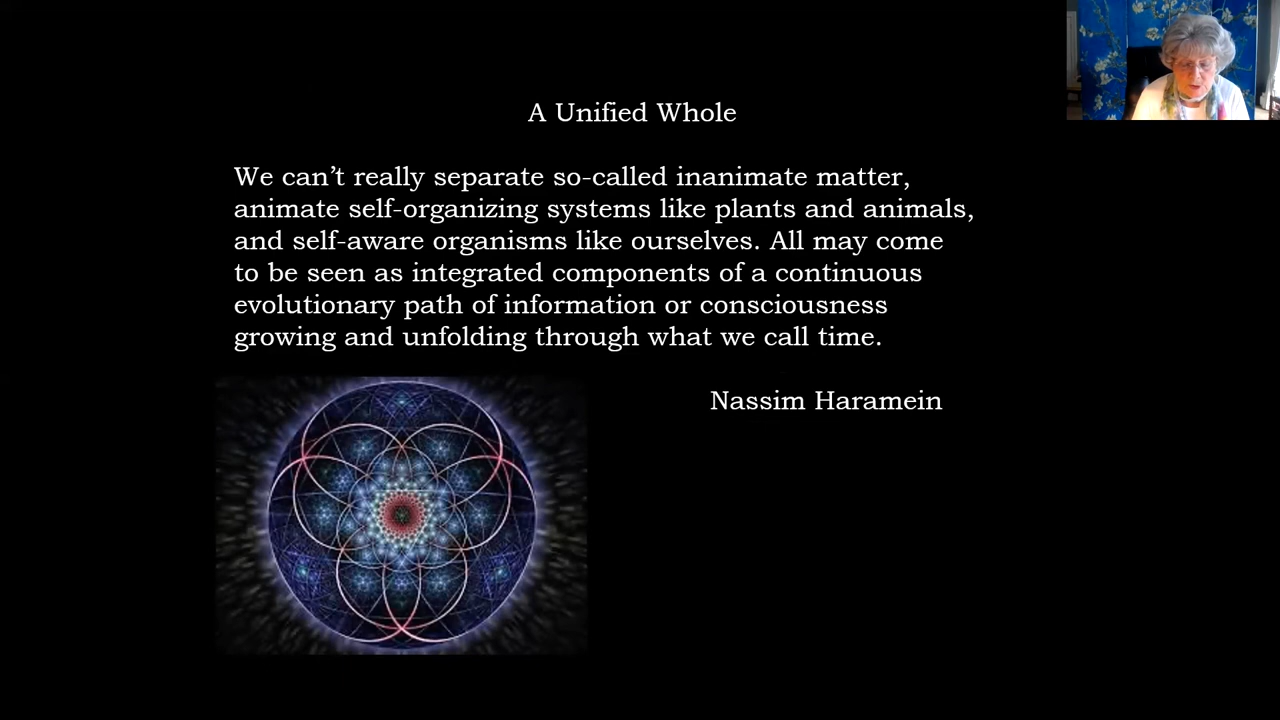 A Unified Whole
We can’t really separate so-called inanimate matter,
animate self-organizing systems like plants and animals,
and self-aware organisms like ourselves. All may come
to be seen as integrated components of a continuous
evolutionary path of information or consciousness
growing and unfolding through what we call time.
Nassim Haramein